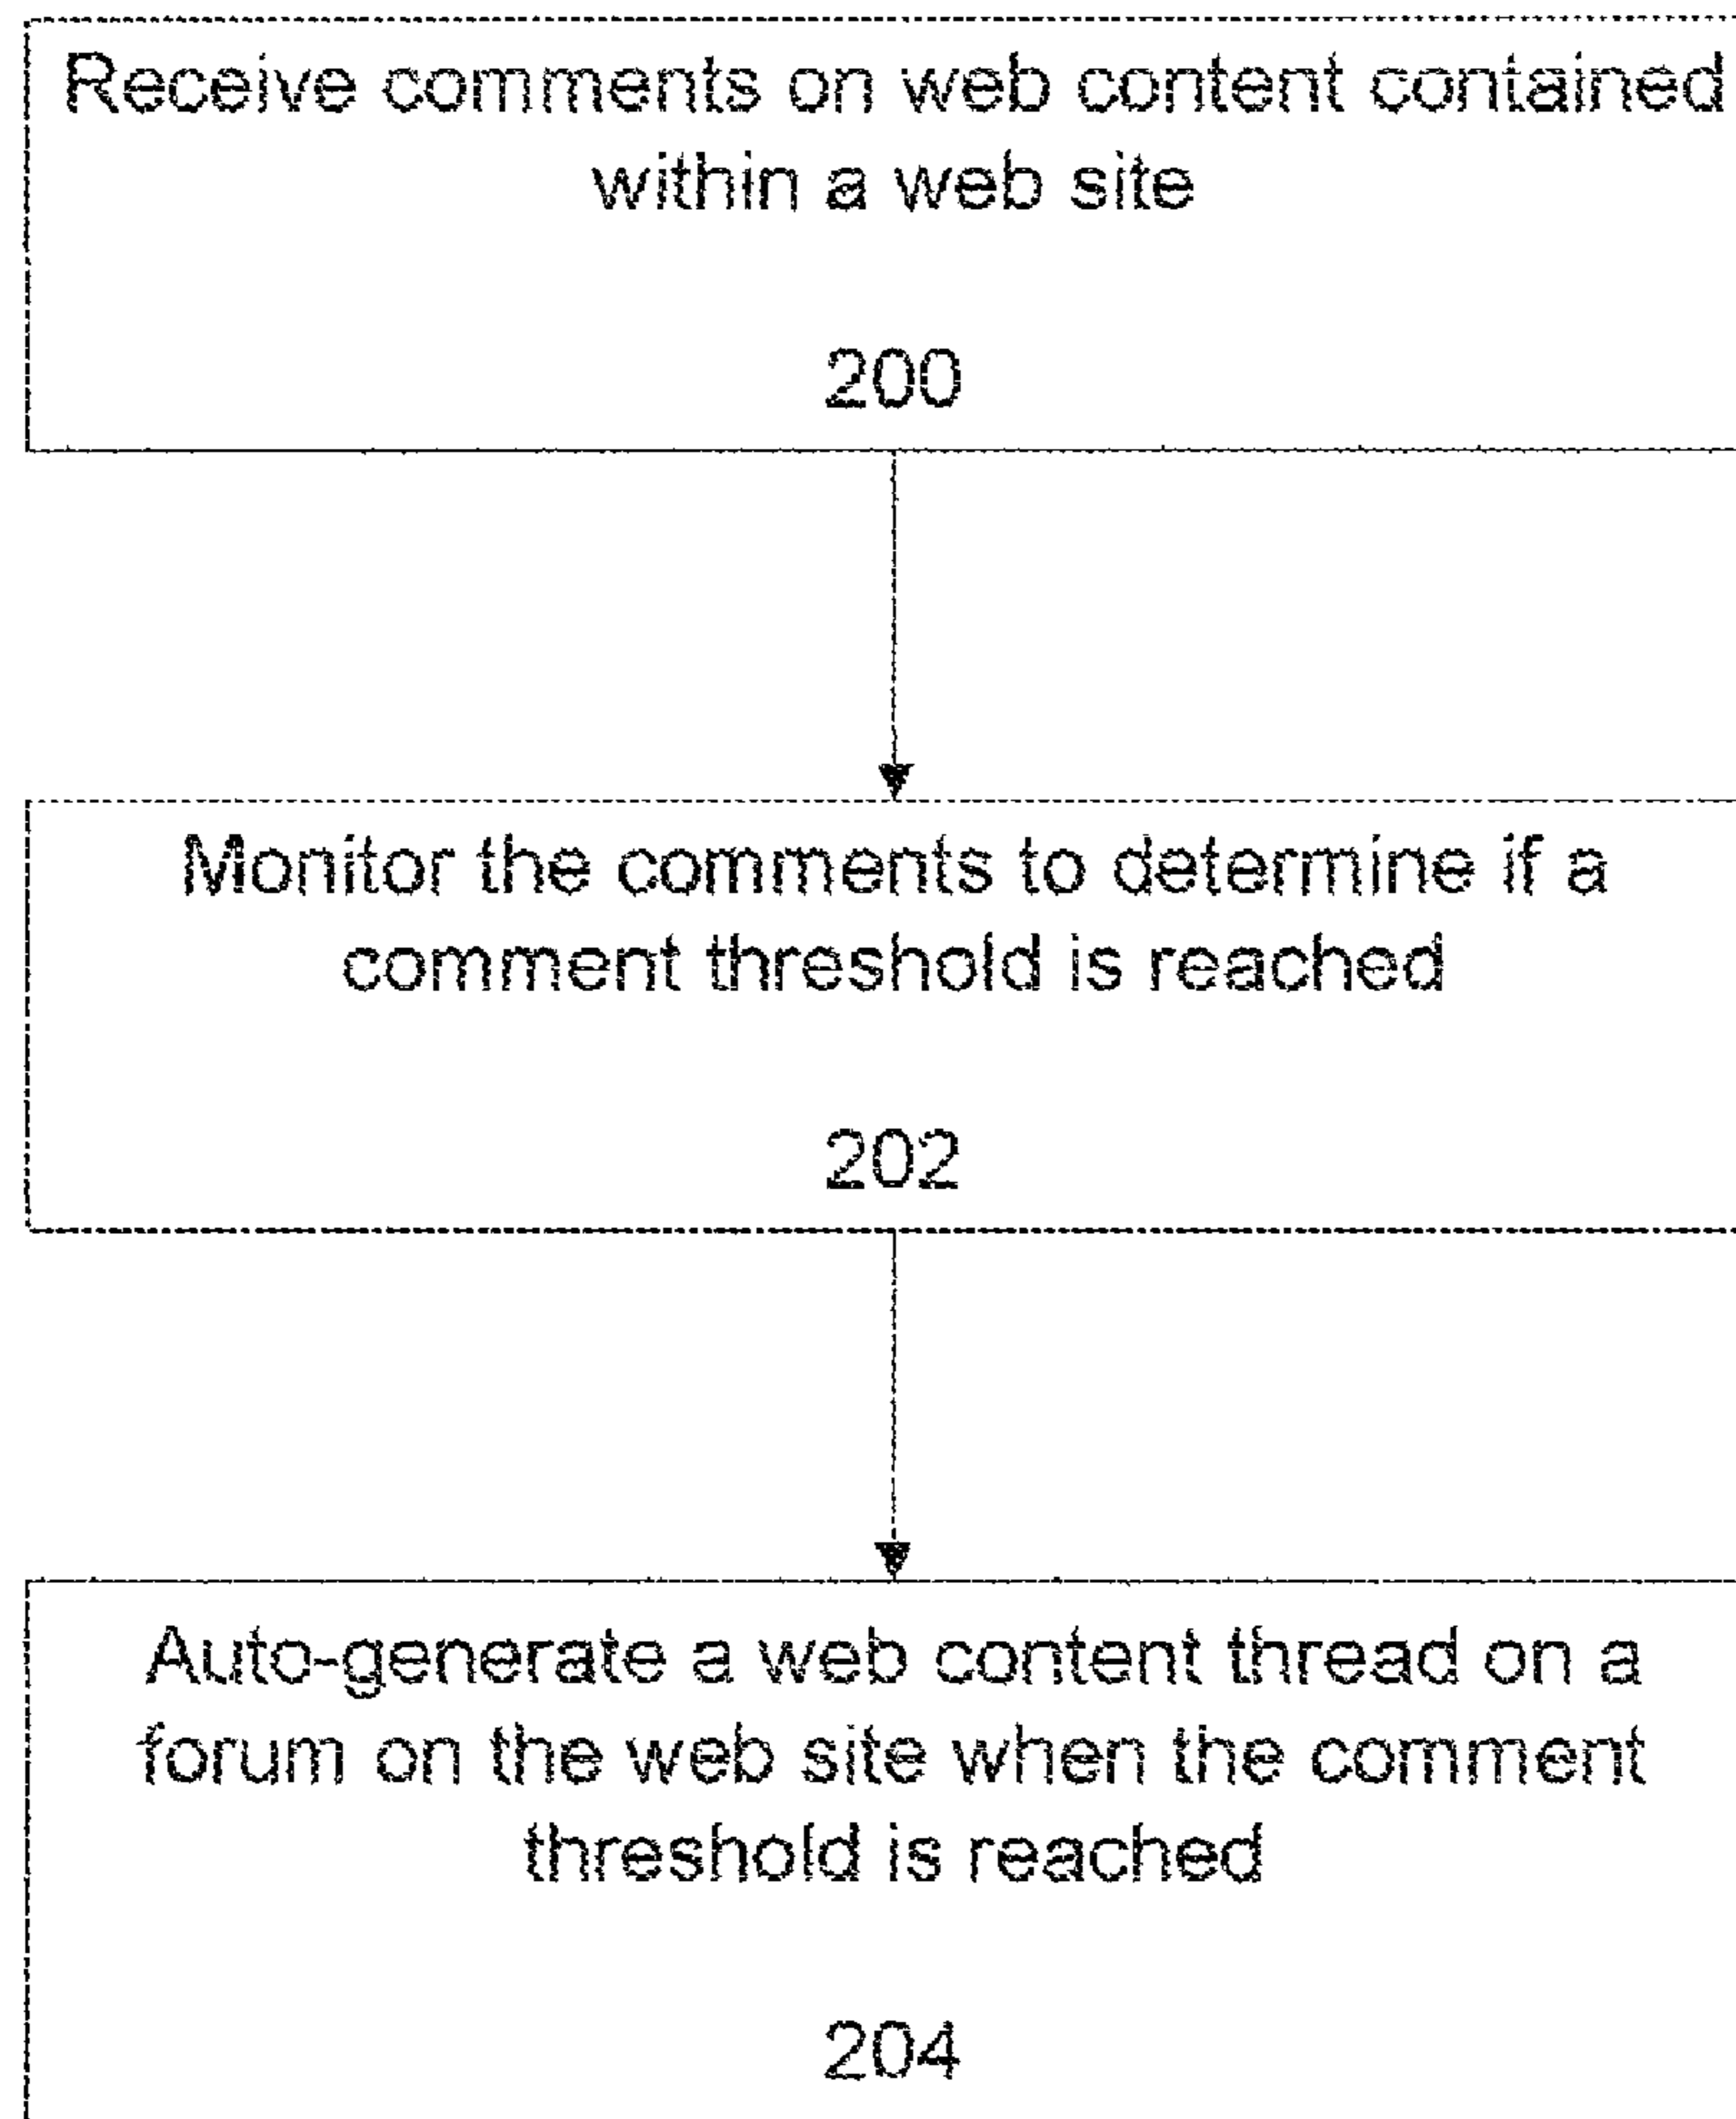 Receive comments on web content contained
within a web site
200
Monitor the comments to determine if a
comment threshold is reached
202
Auto-generate a web content thread on a
forum on the web site when the comment
threshold is reached
204